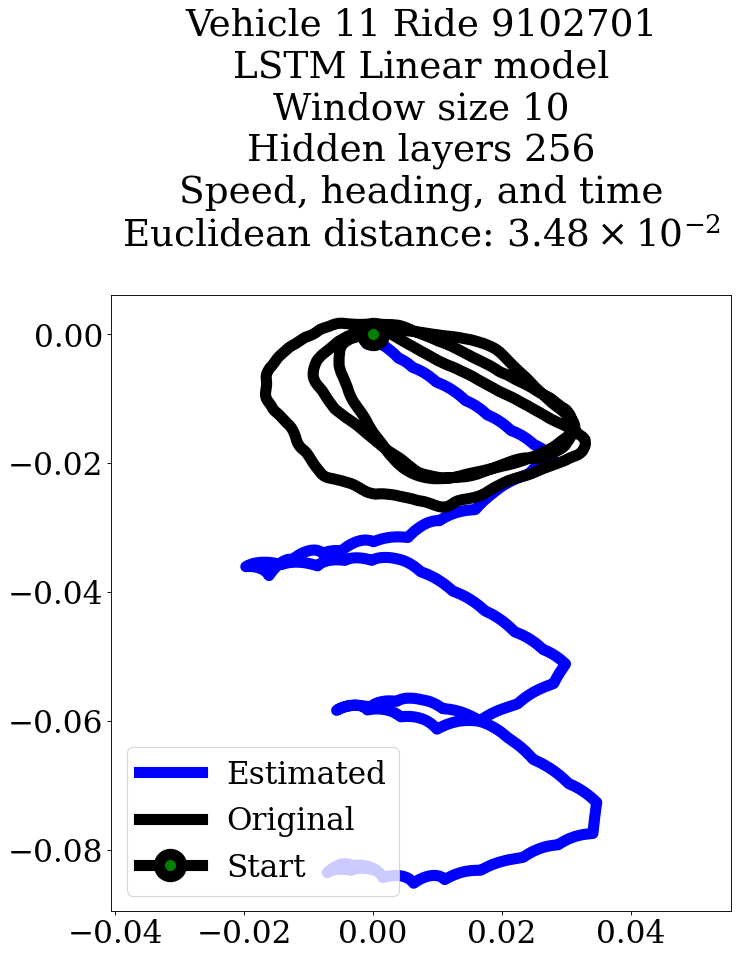 Vehicle 11 Ride 9102701
LSTM Linear model
Window size 10
Hidden layers 256
Speed, heading, and time
Euclidean distance: 3.48 × 10⁻²
0.00
−0.02
−0.04
−0.06
−0.08
Estimated
Original
Start
−0.04 −0.02 0.00 0.02 0.04